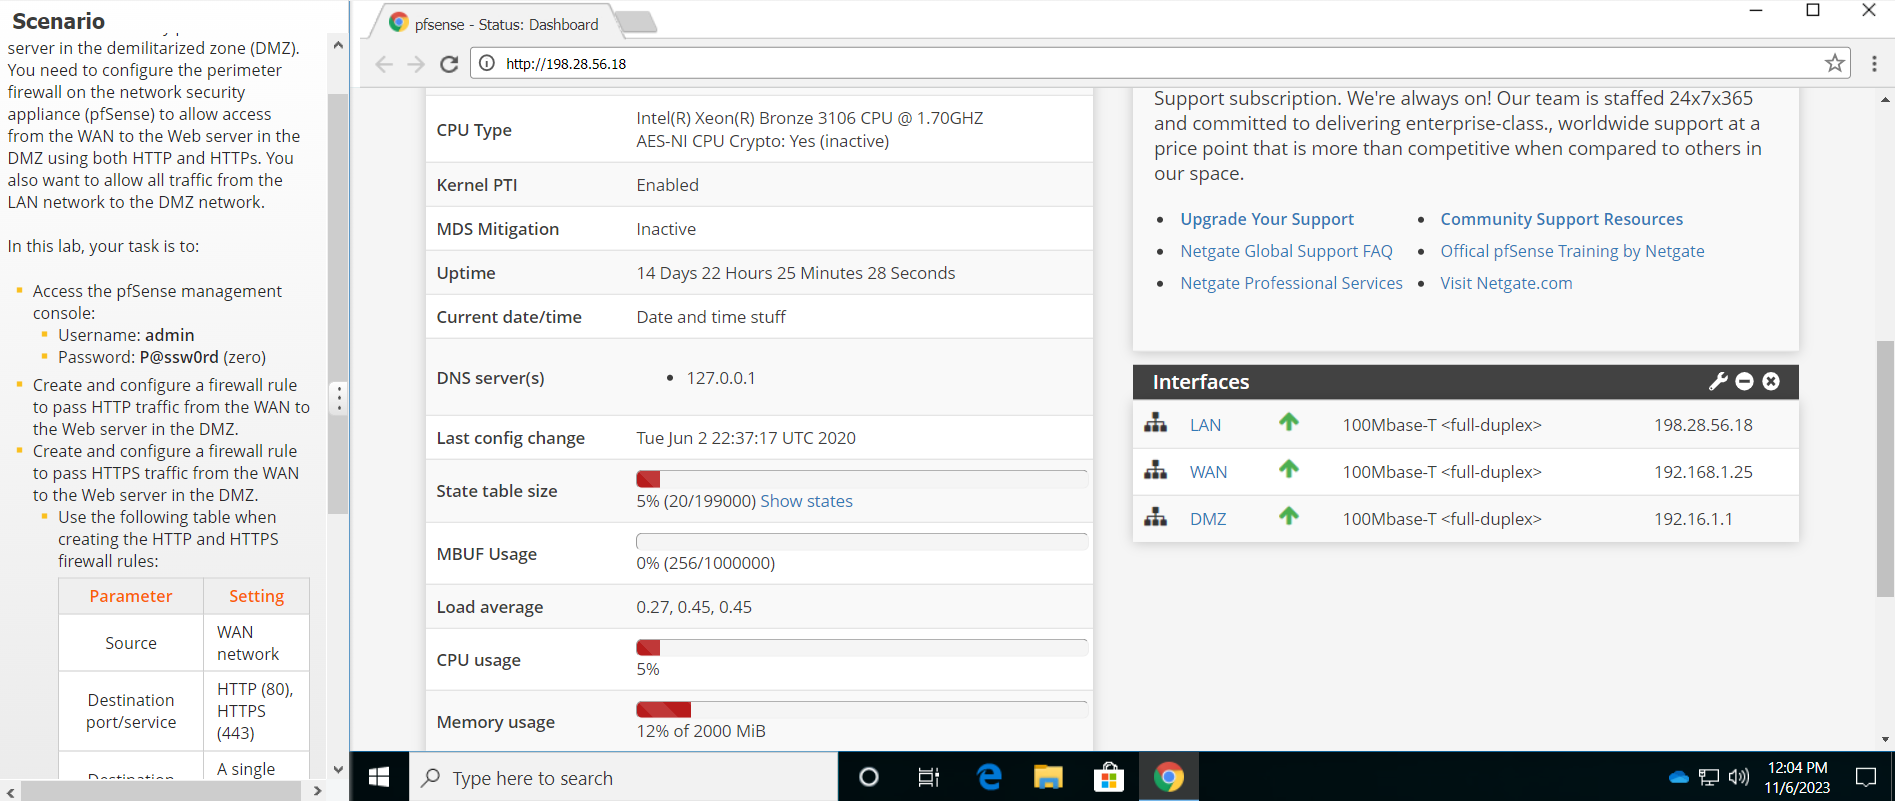 Scenario
server in the demilitarized zone (DMZ).
You need to configure the perimeter
firewall on the network security
appliance (pfSense) to allow access
from the WAN to the Web server in the
DMZ using both HTTP and HTTPs. You
also want to allow all traffic from the
LAN network to the DMZ network.
In this lab, your task is to:
Access the pfSense management
console:
Username: admin
Password: P@ssw0rd (zero)
Create and configure a firewall rule
to pass HTTP traffic from the WAN to
the Web server in the DMZ.
Create and configure a firewall rule
to pass HTTPS traffic from the WAN
to the Web server in the DMZ.
Use the following table when
creating the HTTP and HTTPS
firewall rules:
Parameter Setting
Source WAN
network
Destination
port/service
HTTP (80),
HTTPS
(443)
Destination A single
pfsense - Status: Dashboard
http://198.28.56.18
CPU Type
Intel(R) Xeon(R) Bronze 3106 CPU @ 1.70GHZ
AES-NI CPU Crypto: Yes (inactive)
Kernel PTI Enabled
MDS Mitigation Inactive
Uptime 14 Days 22 Hours 25 Minutes 28 Seconds
Current date/time Date and time stuff
DNS server(s) • 127.0.0.1
Last config change Tue Jun 2 22:37:17 UTC 2020
State table size
5% (20/199000) Show states
MBUF Usage
0% (256/1000000)
Load average 0.27, 0.45, 0.45
CPU usage
5%
Memory usage
12% of 2000 MiB
Support subscription. We're always on! Our team is staffed 24x7x365
and committed to delivering enterprise-class., worldwide support at a
price point that is more than competitive when compared to others in
our space.
• Upgrade Your Support • Community Support Resources
• Netgate Global Support FAQ • Offical pfSense Training by Netgate
• Netgate Professional Services • Visit Netgate.com
Interfaces
LAN 100Mbase-T <full-duplex> 198.28.56.18
WAN 100Mbase-T <full-duplex> 192.168.1.25
DMZ 100Mbase-T <full-duplex> 192.16.1.1
Type here to search
12:04 PM
11/6/2023